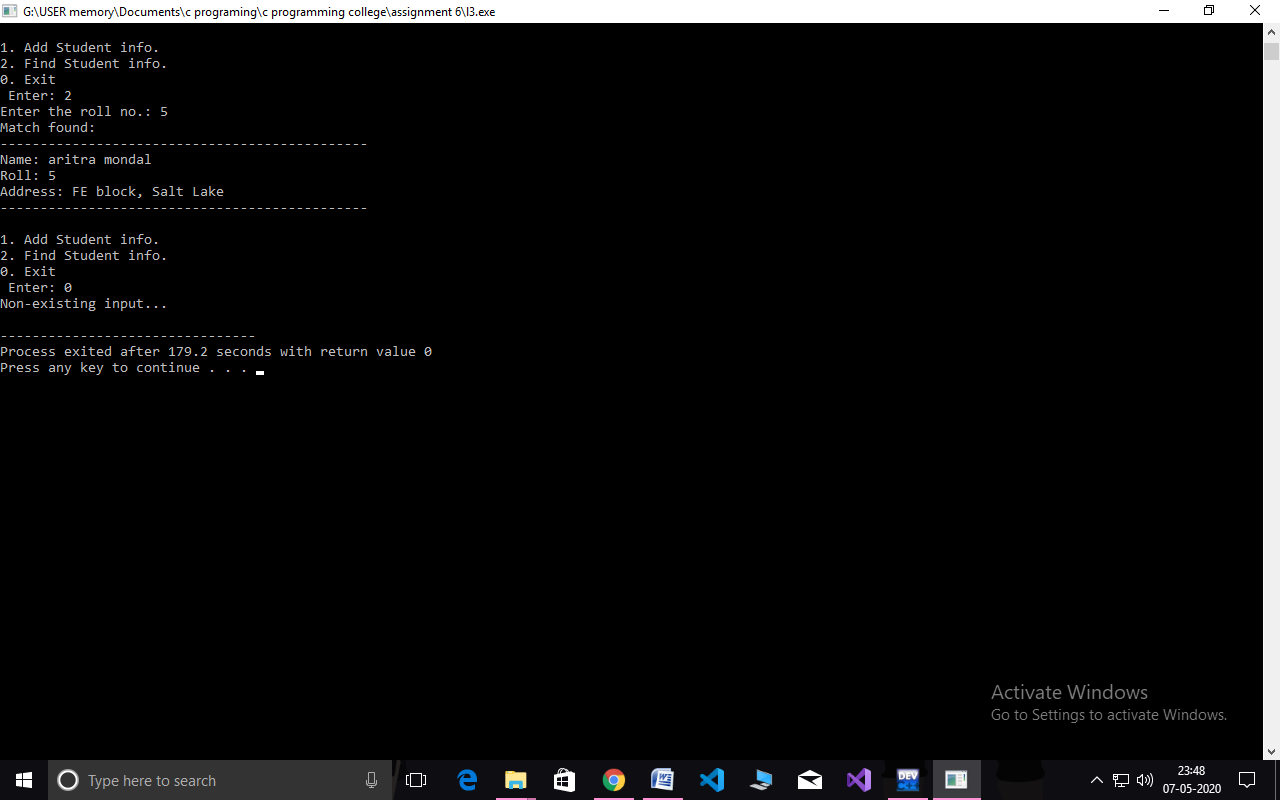 G:\USER memory\Documents\c programing\c programming college\assignment 6\I3.exe
1. Add Student info.
2. Find Student info.
0. Exit
Enter: 2
Enter the roll no.: 5
Match found:
----------------------------------------------
Name: aritra mondal
Roll: 5
Address: FE block, Salt Lake
----------------------------------------------
1. Add Student info.
2. Find Student info.
0. Exit
Enter: 0
Non-existing input...
--------------------------------
Process exited after 179.2 seconds with return value 0
Press any key to continue . . .
Activate Windows
Go to Settings to activate Windows.
Type here to search
DEV
23:48
07-05-2020